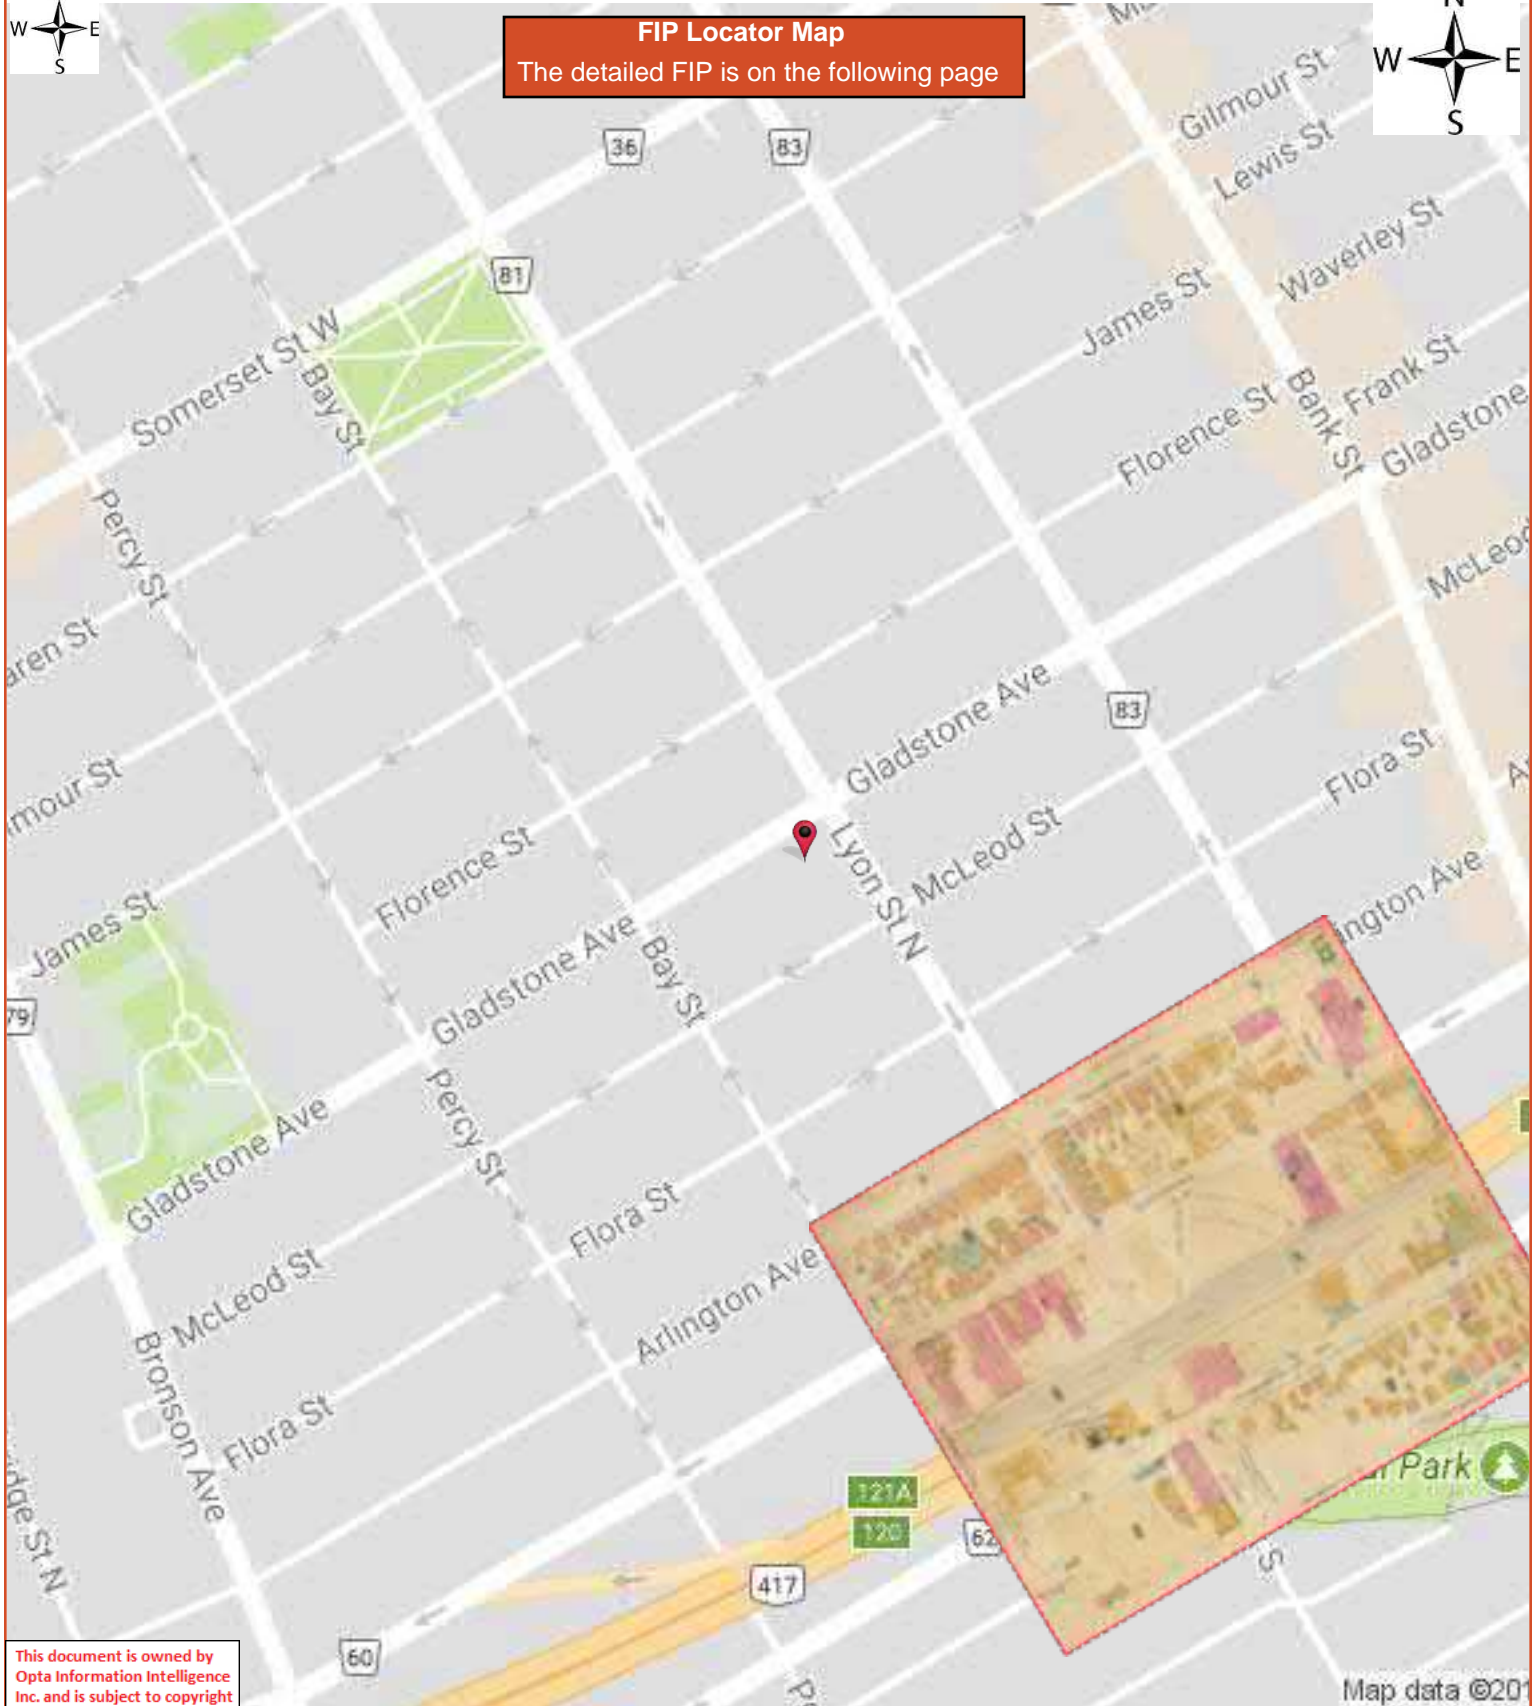 W E
S
FIP Locator Map
The detailed FIP is on the following page
N
W E
S
36
83
Gilmour St
Lewis St
Waverley St
81
James St
Somerset St W
Bay St
Frank St
Bank St
Florence St
Gladstone
Percy St
McLeod
aren St
Gladstone Ave
83
mour St
Flora St
Lyon St N
McLeod St
Florence St
James St
Gladstone Ave
Bay St
ington Ave
79
Percy St
Gladstone Ave
Flora St
McLeod St
Arlington Ave
Bronson Ave
Flora St
Park
121A
120
62
dge St N
417
S
60
This document is owned by
Opta Information Intelligence
Inc. and is subject to copyright
Map data ©201